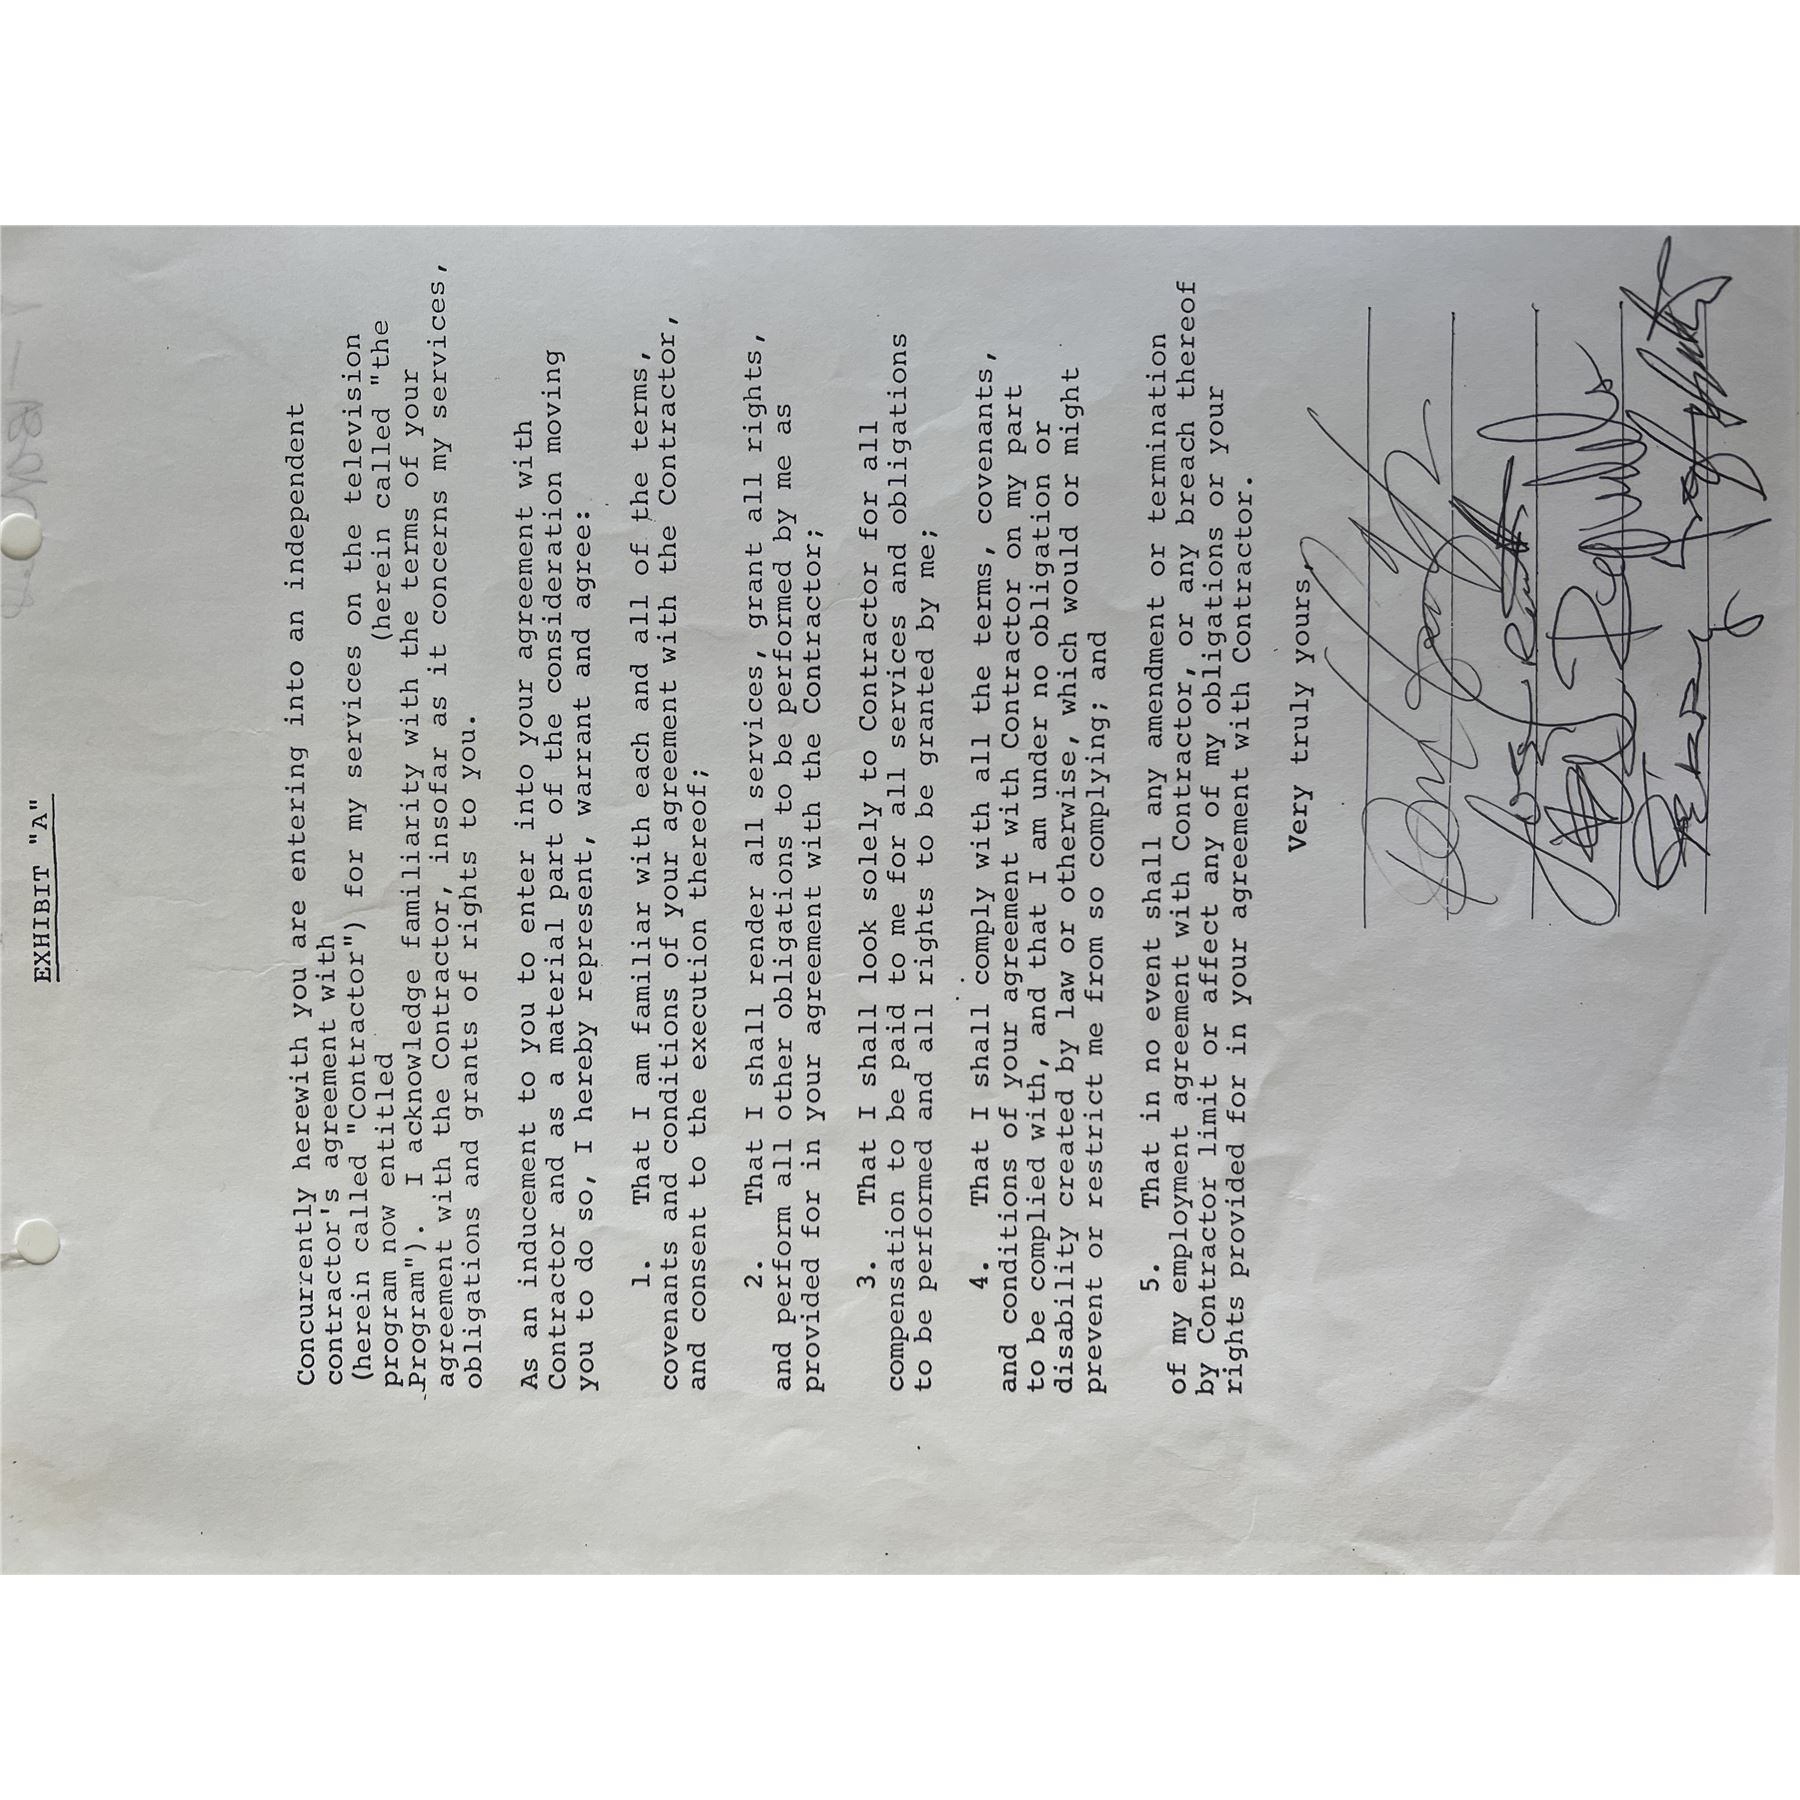 EXHIBIT "A"
Concurrently herewith you are entering into an independent
contractor's agreement with
(herein called "Contractor") for my services on the television
program now entitled (herein called "the
Program"). I acknowledge familiarity with the terms of your
agreement with the Contractor, insofar as it concerns my services,
obligations and grants of rights to you.
As an inducement to you to enter into your agreement with
Contractor and as a material part of the consideration moving
you to do so, I hereby represent, warrant and agree:
1. That I am familiar with each and all of the terms,
covenants and conditions of your agreement with the Contractor,
and consent to the execution thereof;
2. That I shall render all services, grant all rights,
and perform all other obligations to be performed by me as
provided for in your agreement with the Contractor;
3. That I shall look solely to Contractor for all
compensation to be paid to me for all services and obligations
to be performed and all rights to be granted by me;
4. That I shall comply with all the terms, covenants,
and conditions of your agreement with Contractor on my part
to be complied with, and that I am under no obligation or
disability created by law or otherwise, which would or might
prevent or restrict me from so complying; and
5. That in no event shall any amendment or termination
of my employment agreement with Contractor, or any breach thereof
by Contractor limit or affect any of my obligations or your
rights provided for in your agreement with Contractor.
Very truly yours,